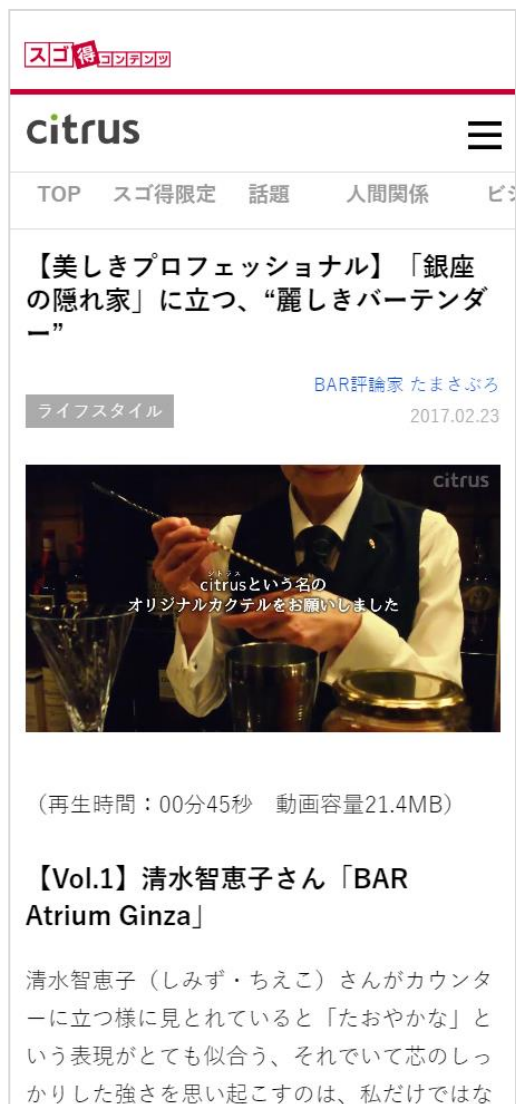 スゴ得コンテンツ
citrus
TOP スゴ得限定 話題 人間関係 ビジ
【美しきプロフェッショナル】「銀座
の隠れ家」に立つ、“麗しきバーテンダ
ー”
BAR評論家 たまさぶろ
ライフスタイル
2017.02.23
citrus
シトラス
citrusという名の
オリジナルカクテルをお願いしました
（再生時間：00分45秒　動画容量21.4MB）
【Vol.1】清水智恵子さん「BAR
Atrium Ginza」
清水智恵子（しみず・ちえこ）さんがカウンタ
ーに立つ様に見とれていると「たおやかな」と
いう表現がとても似合う、それでいて芯のしっ
かりした強さを思い起こすのは、私だけではな